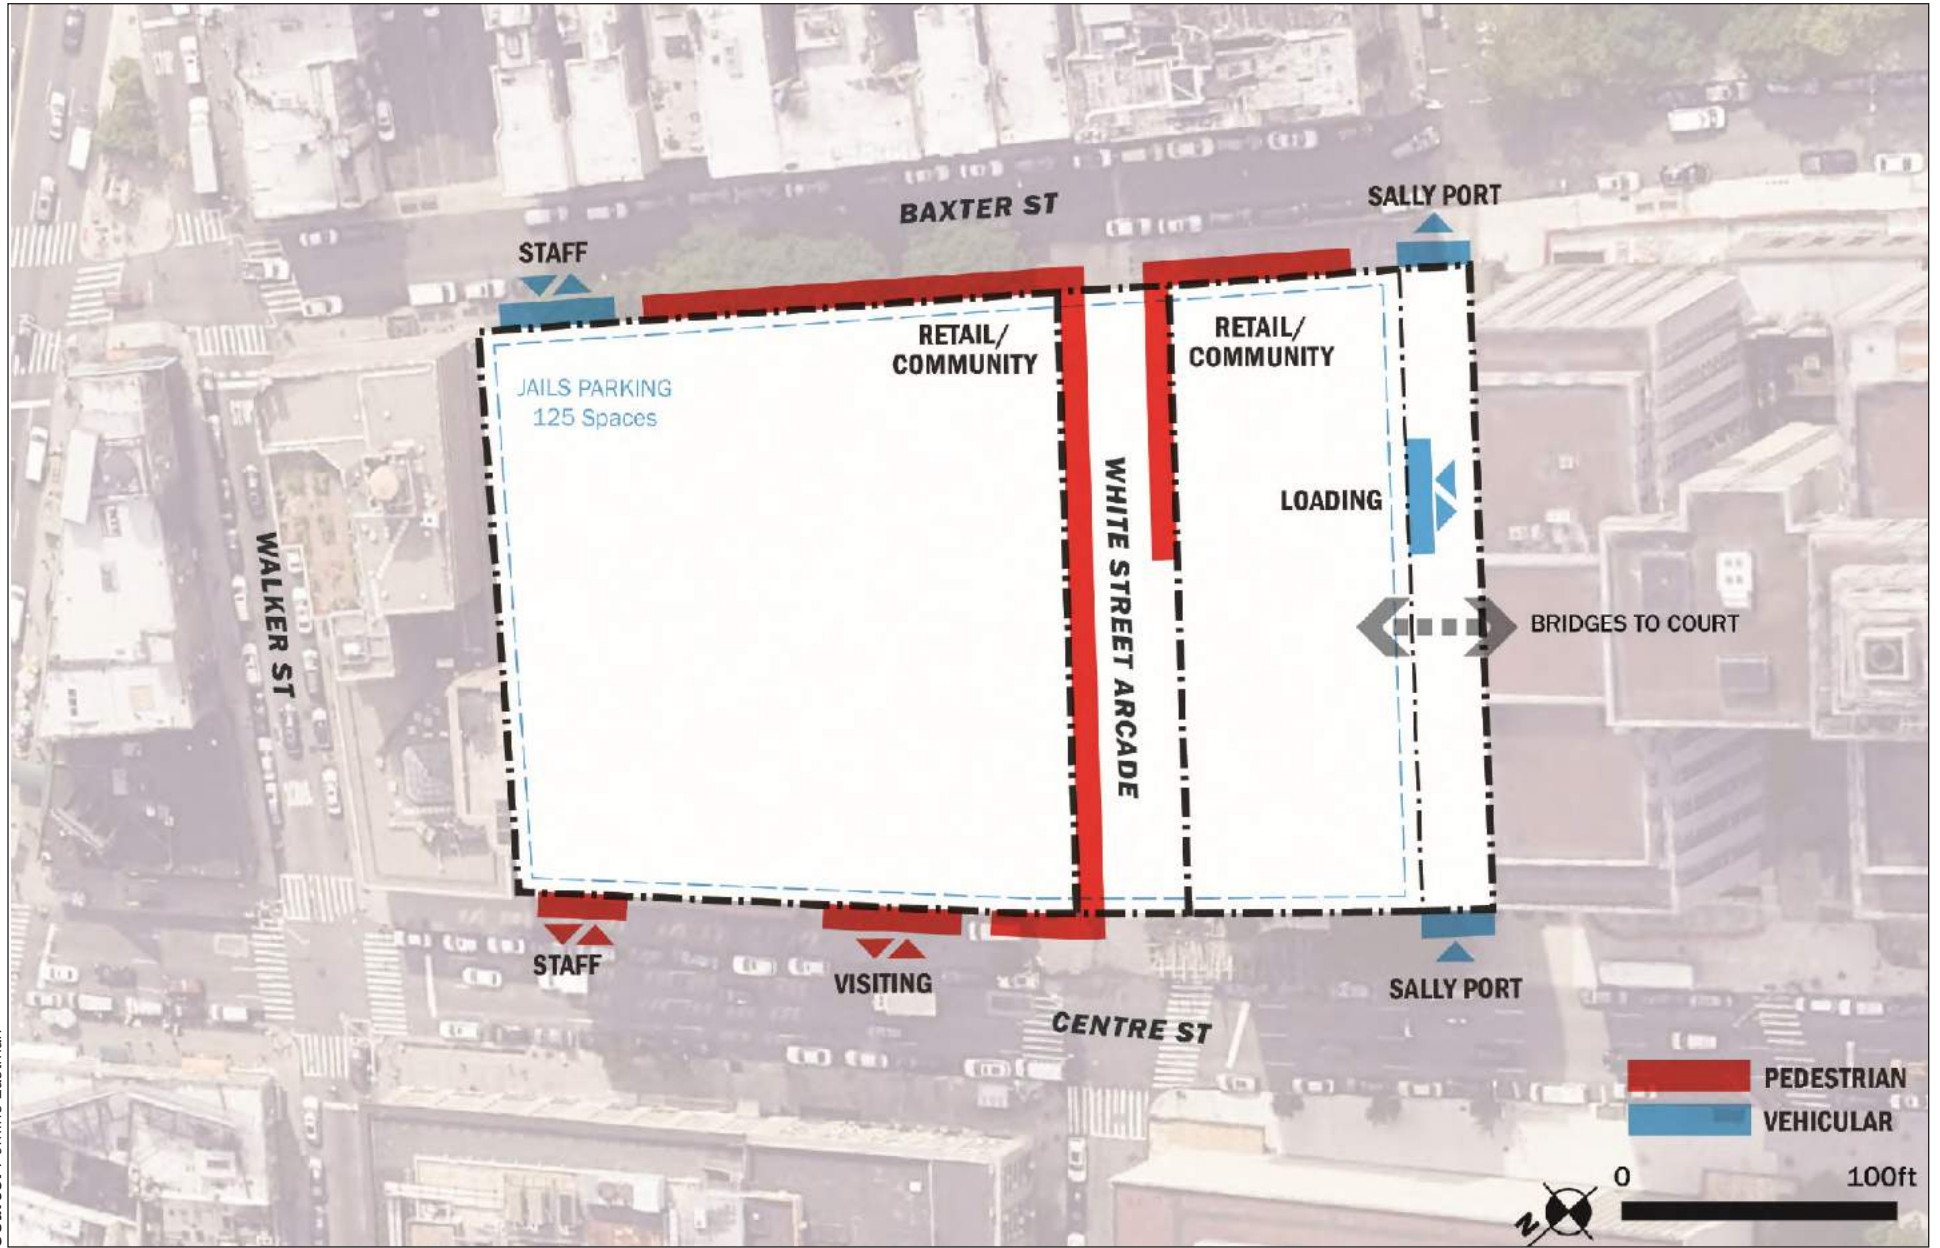 BAXTER ST
SALLY PORT
STAFF
RETAIL/
COMMUNITY
RETAIL/
COMMUNITY
JAILS PARKING
125 Spaces
WHITE STREET ARCADE
LOADING
WALKER ST
BRIDGES TO COURT
STAFF
VISITING
SALLY PORT
CENTRE ST
PEDESTRIAN
VEHICULAR
0 100ft
N